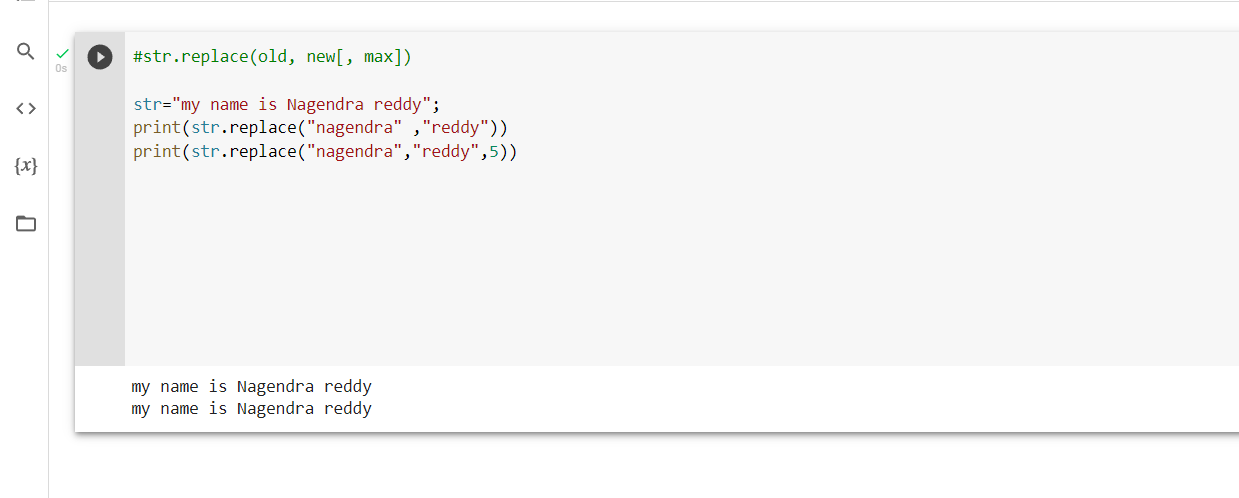 #str.replace(old, new[, max])
str="my name is Nagendra reddy";
print(str.replace("nagendra" ,"reddy"))
print(str.replace("nagendra","reddy",5))
0s
<>
{x}
my name is Nagendra reddy
my name is Nagendra reddy